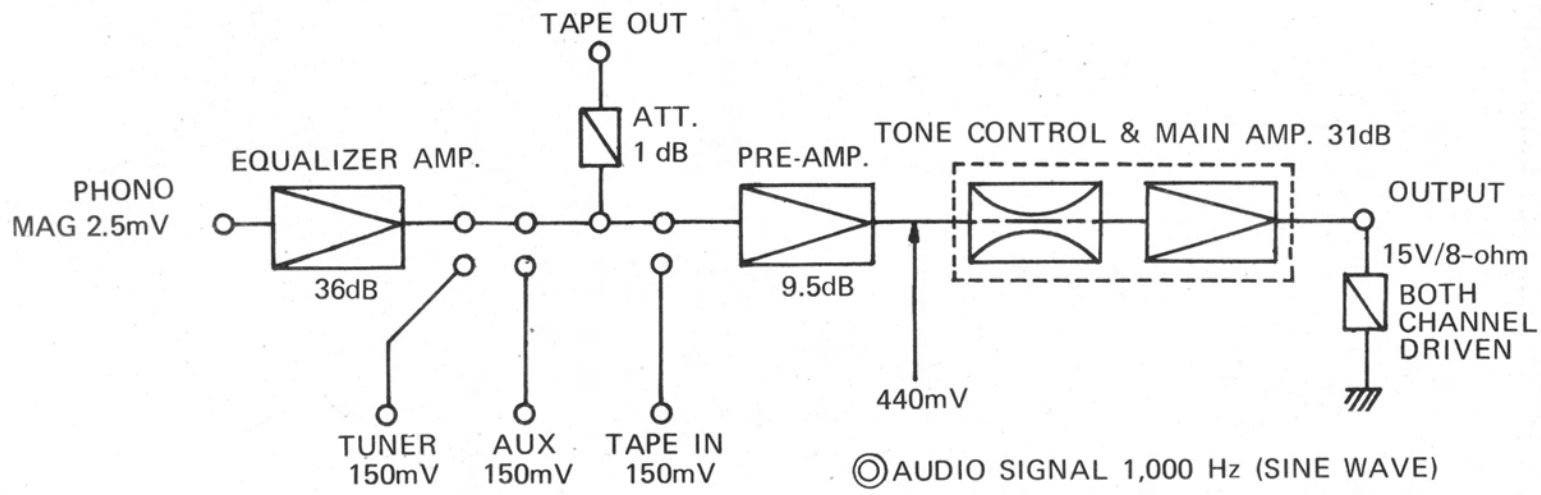 TAPE OUT
ATT.
1 dB
EQUALIZER AMP.
36dB
PHONO
MAG 2.5mV
PRE-AMP.
9.5dB
TONE CONTROL & MAIN AMP. 31dB
OUTPUT
15V/8-ohm
BOTH
CHANNEL
DRIVEN
440mV
TUNER
150mV
AUX
150mV
TAPE IN
150mV
AUDIO SIGNAL 1,000 Hz (SINE WAVE)